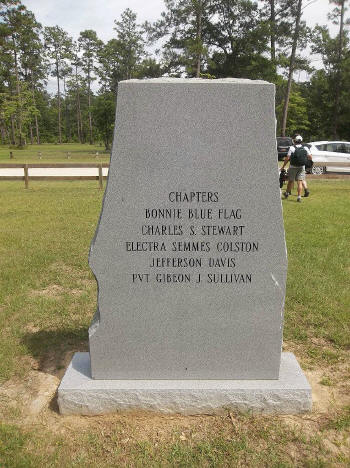 CHAPTERS
BONNIE BLUE FLAG
CHARLES S. STEWART
ELECTRA SEMMES COLSTON
JEFFERSON DAVIS
PVT GIBEON J SULLIVAN